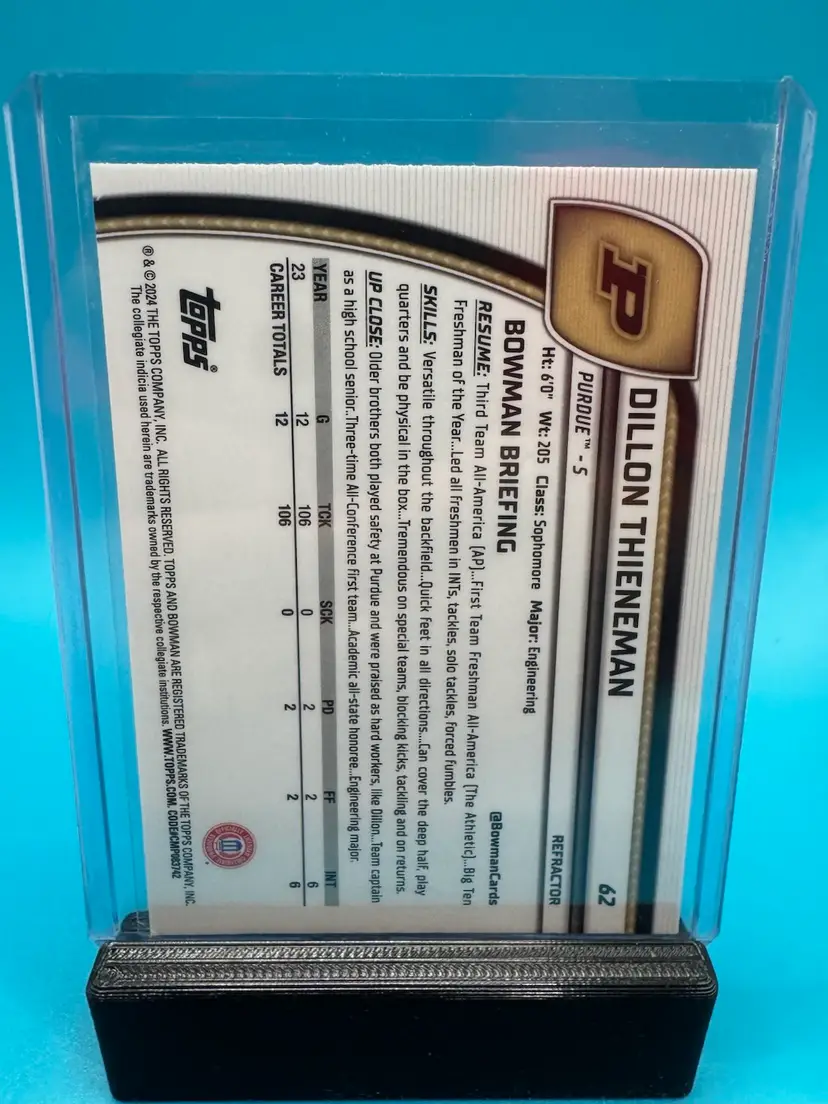 P
DILLON THIENEMAN
62
PURDUE™ - S
REFRACTOR
Ht: 6'0" Wt: 205 Class: Sophomore Major: Engineering
BOWMAN BRIEFING
@BowmanCards
RESUME: Third Team All-America (AP)...First Team Freshman All-America (The Athletic)...Big Ten
Freshman of the Year...Led all Freshmen in INTs, tackles, solo tackles, forced fumbles.
SKILLS: Versatile throughout the backfield...Quick feet in all directions....Can cover the deep half, play
quarters and be physical in the box...Tremendous on special teams, blocking kicks, tackling and on returns.
UP CLOSE: Older brothers both played safety at Purdue and were praised as hard workers, like Dillon...Team captain
as a high school senior..Three-time All-Conference first team...Academic all-state honoree...Engineering major.
YEAR G TCK SCK PD FF INT
23 12 106 0 2 2 6
CAREER TOTALS 12 106 0 2 2 6
topps®
® & © 2024 THE TOPPS COMPANY, INC. ALL RIGHTS RESERVED. TOPPS AND BOWMAN ARE REGISTERED TRADEMARKS OF THE TOPPS COMPANY, INC.
The collegiate indicia used herein are trademarks owned by the respective collegiate institutions. WWW.TOPPS.COM. CODE#CMP083742